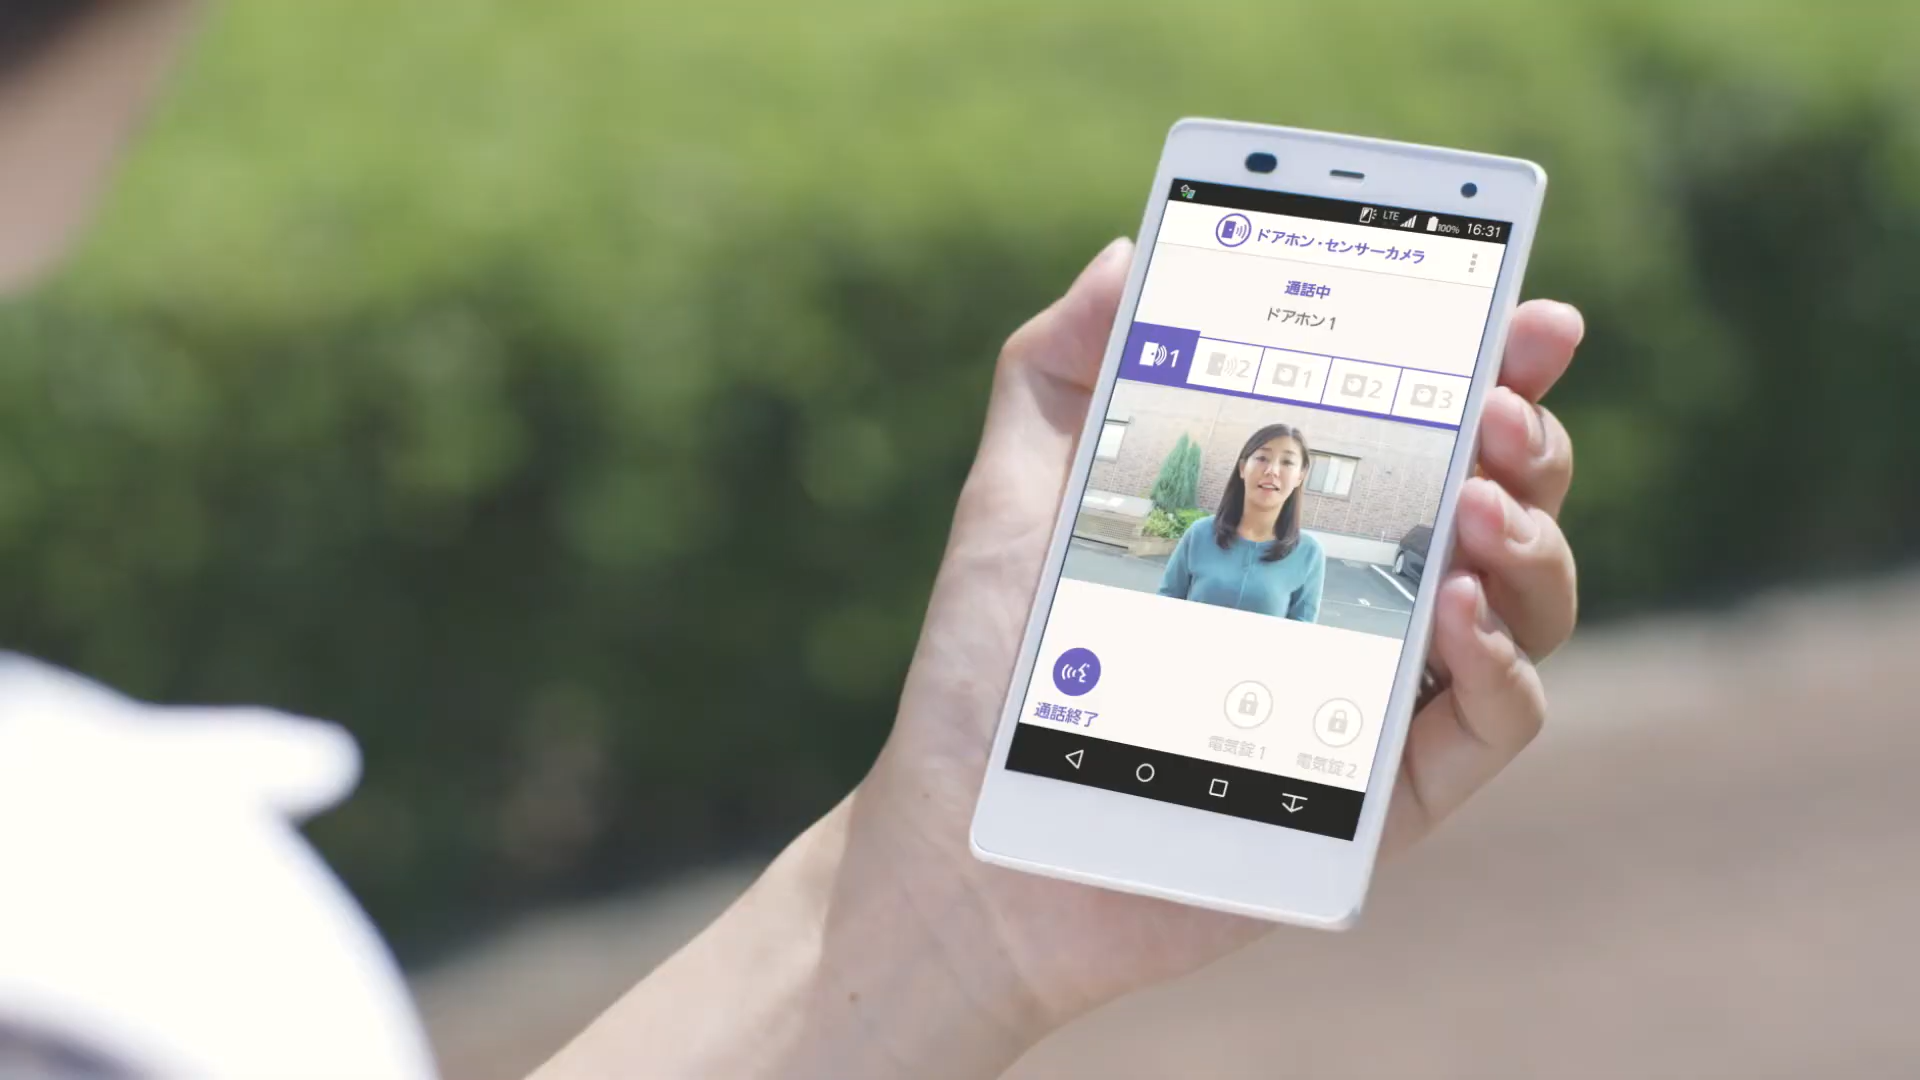 LTE 100% 16:31
ドアホン・センサーカメラ
通話中
ドアホン1
1 2 1 2 3
通話終了
電気錠1
電気錠2